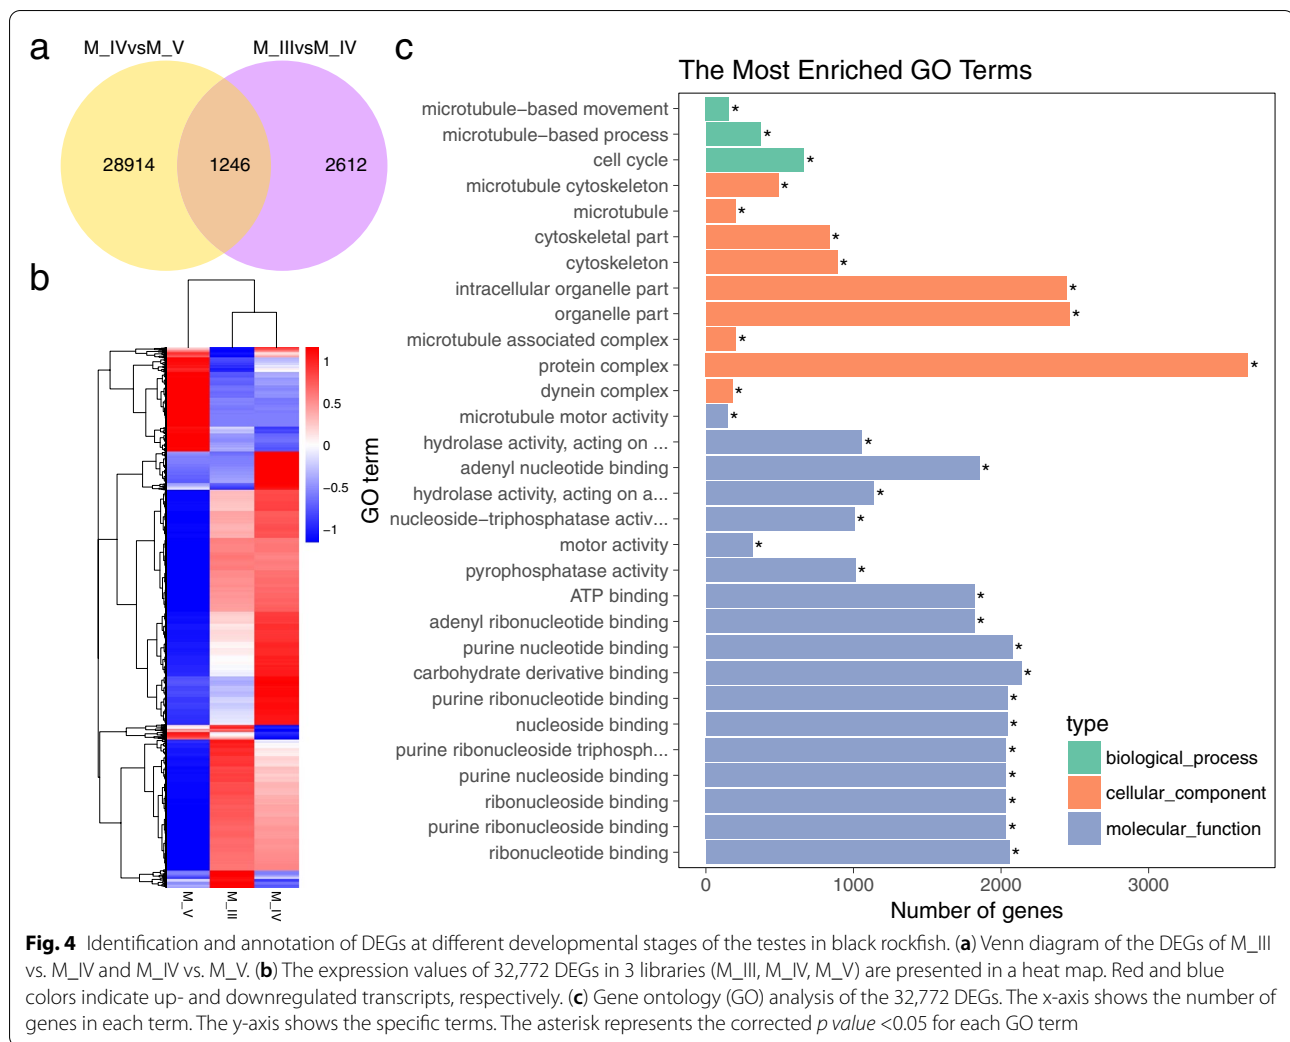 a
M_IVvsM_V
M_IIIvsM_IV
28914
1246
2612
b
1
0.5
0
−0.5
−1
M_V
M_III
M_IV
c
The Most Enriched GO Terms
GO term
microtubule−based movement
*
microtubule−based process
*
cell cycle
*
microtubule cytoskeleton
*
microtubule
*
cytoskeletal part
*
cytoskeleton
*
intracellular organelle part
*
organelle part
*
microtubule associated complex
*
protein complex
*
dynein complex
*
microtubule motor activity
*
hydrolase activity, acting on ...
*
adenyl nucleotide binding
*
hydrolase activity, acting on a...
*
nucleoside−triphosphatase activ...
*
motor activity
*
pyrophosphatase activity
*
ATP binding
*
adenyl ribonucleotide binding
*
purine nucleotide binding
*
carbohydrate derivative binding
*
purine ribonucleotide binding
*
nucleoside binding
*
purine ribonucleoside triphosph...
*
purine nucleoside binding
*
ribonucleoside binding
*
purine ribonucleoside binding
*
ribonucleotide binding
*
type
biological_process
cellular_component
molecular_function
0
1000
2000
3000
Number of genes
Fig. 4 Identification and annotation of DEGs at different developmental stages of the testes in black rockfish. (a) Venn diagram of the DEGs of M_III
vs. M_IV and M_IV vs. M_V. (b) The expression values of 32,772 DEGs in 3 libraries (M_III, M_IV, M_V) are presented in a heat map. Red and blue
colors indicate up- and downregulated transcripts, respectively. (c) Gene ontology (GO) analysis of the 32,772 DEGs. The x-axis shows the number of
genes in each term. The y-axis shows the specific terms. The asterisk represents the corrected p value <0.05 for each GO term